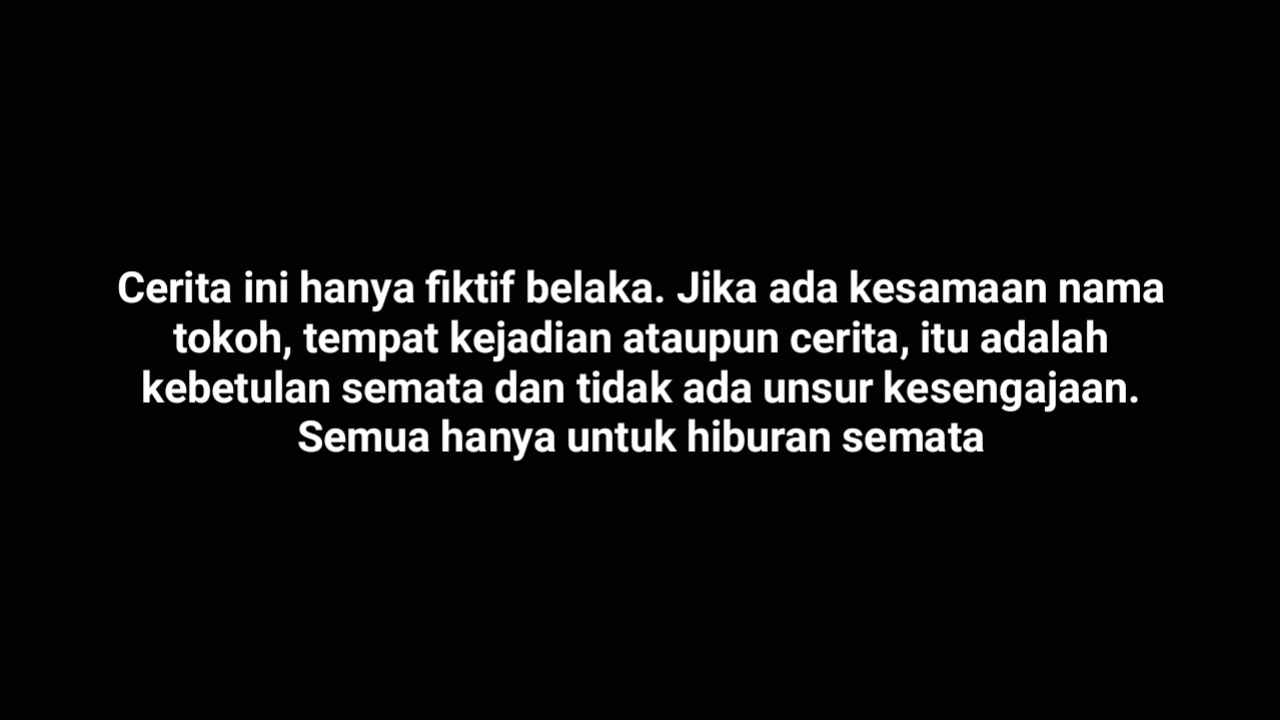 Cerita ini hanya fiktif belaka. Jika ada kesamaan nama
tokoh, tempat kejadian ataupun cerita, itu adalah
kebetulan semata dan tidak ada unsur kesengajaan.
Semua hanya untuk hiburan semata